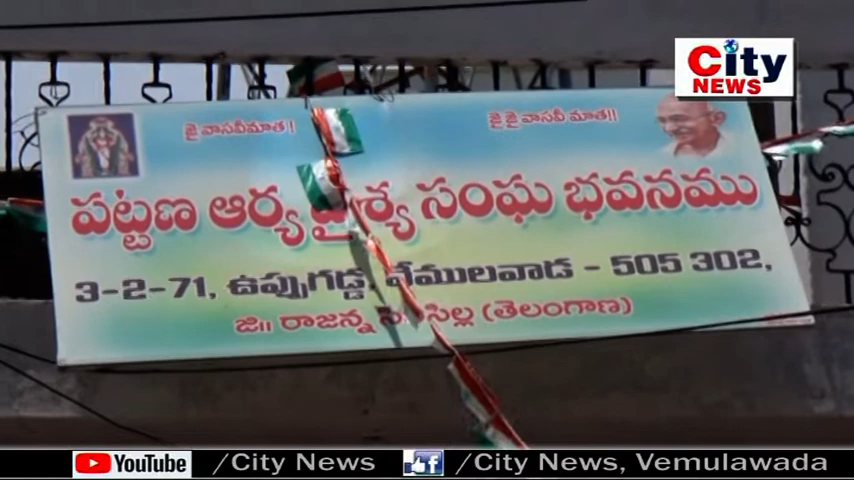 City
NEWS
జై వాసవీమాత! జై జై వాసవీ మాత!!
పట్టణ ఆర్య వైశ్య సంఘ భవనము
3-2-71, ఉప్పుగడ్డ, వేములవాడ - 505 302,
జి॥ రాజన్న సిరిసిల్ల (తెలంగాణ)
YouTube /City News f /City News, Vemulawada